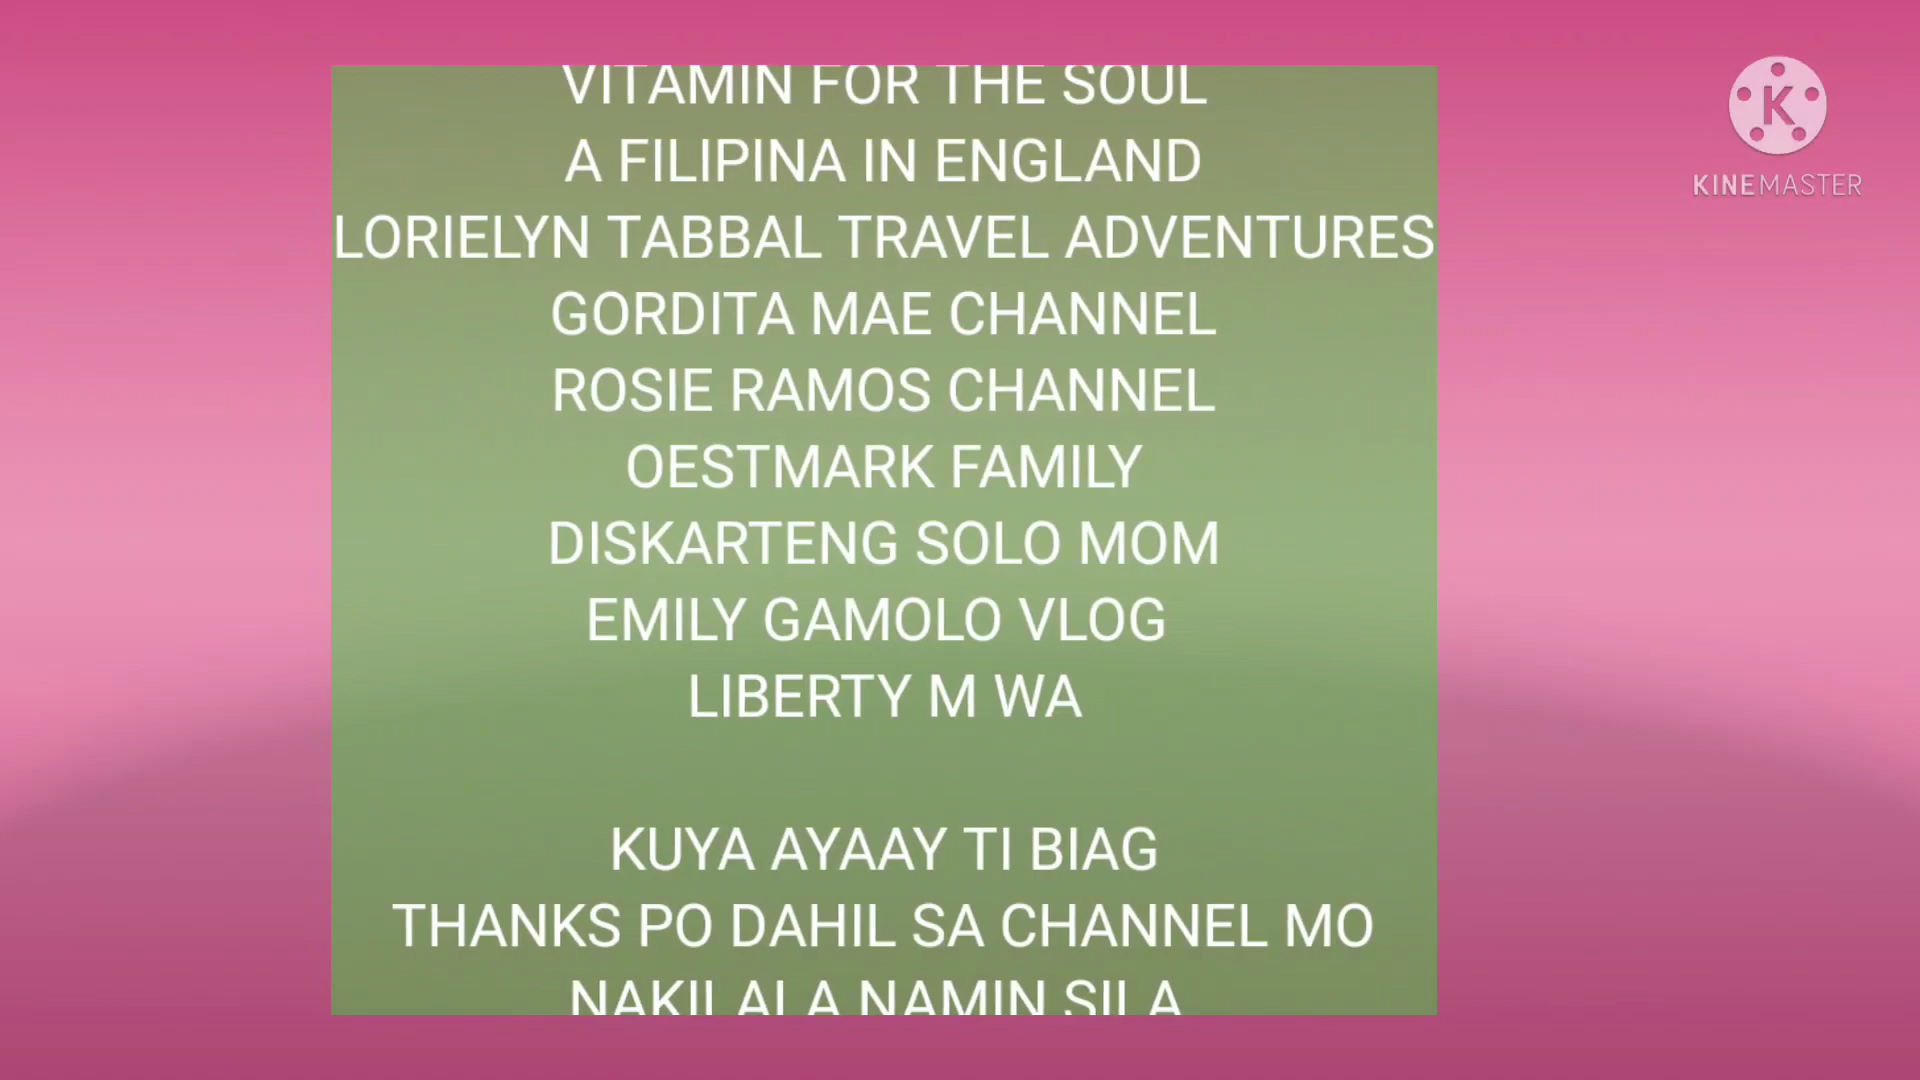 VITAMIN FOR THE SOUL
A FILIPINA IN ENGLAND
LORIELYN TABBAL TRAVEL ADVENTURES
GORDITA MAE CHANNEL
ROSIE RAMOS CHANNEL
OESTMARK FAMILY
DISKARTENG SOLO MOM
EMILY GAMOLO VLOG
LIBERTY M WA
KUYA AYAAY TI BIAG
THANKS PO DAHIL SA CHANNEL MO
NAKILALA NAMIN SILA
K
KINEMASTER